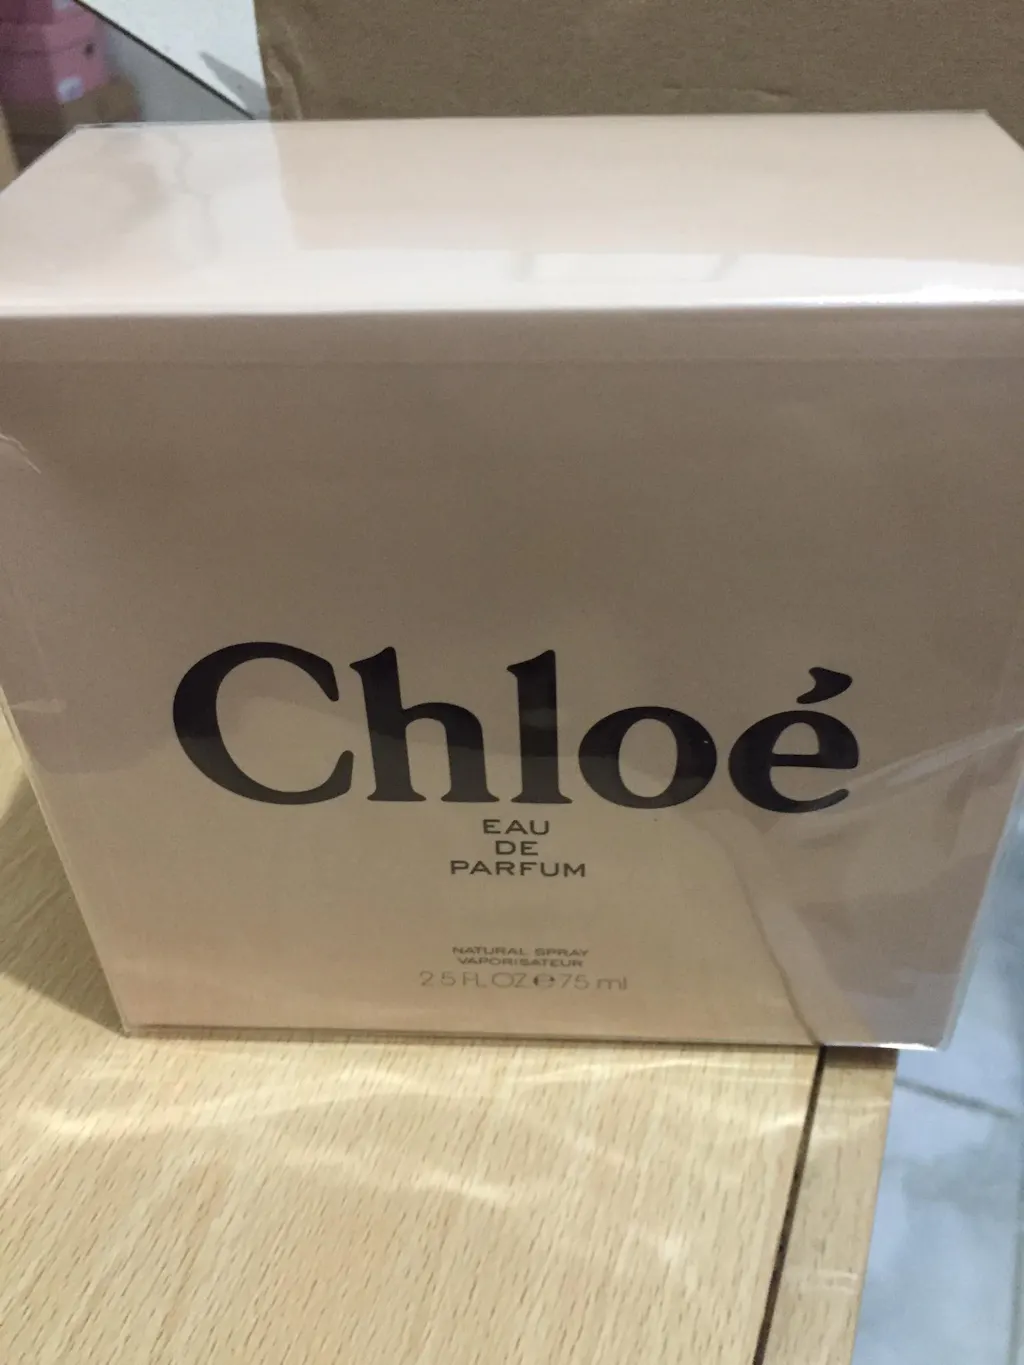 Chloé
EAU
DE
PARFUM
NATURAL SPRAY
VAPORISATEUR
2.5 FL OZ ℮ 75 ml